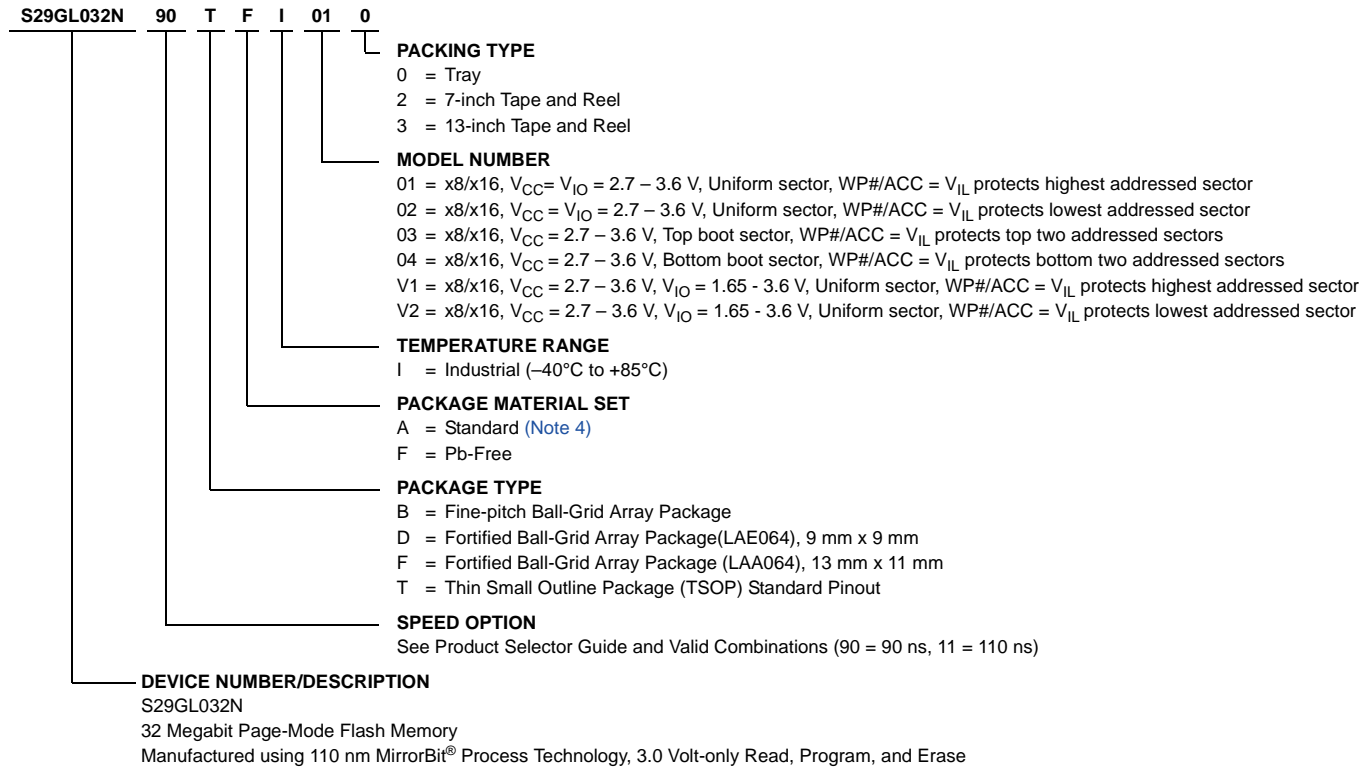 S29GL032N 90 T F I 01 0
PACKING TYPE
0 = Tray
2 = 7-inch Tape and Reel
3 = 13-inch Tape and Reel
MODEL NUMBER
01 = x8/x16, VCC= VIO = 2.7 – 3.6 V, Uniform sector, WP#/ACC = VIL protects highest addressed sector
02 = x8/x16, VCC = VIO = 2.7 – 3.6 V, Uniform sector, WP#/ACC = VIL protects lowest addressed sector
03 = x8/x16, VCC = 2.7 – 3.6 V, Top boot sector, WP#/ACC = VIL protects top two addressed sectors
04 = x8/x16, VCC = 2.7 – 3.6 V, Bottom boot sector, WP#/ACC = VIL protects bottom two addressed sectors
V1 = x8/x16, VCC = 2.7 – 3.6 V, VIO = 1.65 - 3.6 V, Uniform sector, WP#/ACC = VIL protects highest addressed sector
V2 = x8/x16, VCC = 2.7 – 3.6 V, VIO = 1.65 - 3.6 V, Uniform sector, WP#/ACC = VIL protects lowest addressed sector
TEMPERATURE RANGE
I = Industrial (–40°C to +85°C)
PACKAGE MATERIAL SET
A = Standard (Note 4)
F = Pb-Free
PACKAGE TYPE
B = Fine-pitch Ball-Grid Array Package
D = Fortified Ball-Grid Array Package(LAE064), 9 mm x 9 mm
F = Fortified Ball-Grid Array Package (LAA064), 13 mm x 11 mm
T = Thin Small Outline Package (TSOP) Standard Pinout
SPEED OPTION
See Product Selector Guide and Valid Combinations (90 = 90 ns, 11 = 110 ns)
DEVICE NUMBER/DESCRIPTION
S29GL032N
32 Megabit Page-Mode Flash Memory
Manufactured using 110 nm MirrorBit® Process Technology, 3.0 Volt-only Read, Program, and Erase